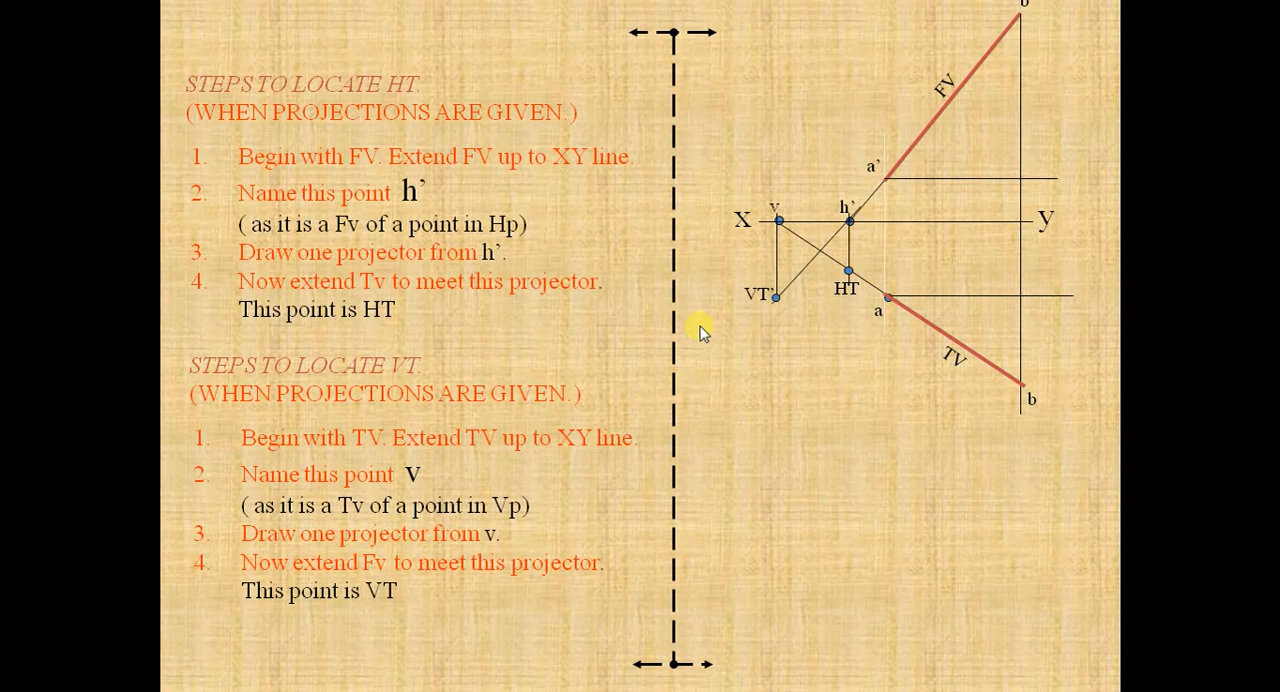 STEPS TO LOCATE HT.
(WHEN PROJECTIONS ARE GIVEN.)
1. Begin with FV. Extend FV up to XY line.
2. Name this point h’
( as it is a Fv of a point in Hp)
3. Draw one projector from h’.
4. Now extend Tv to meet this projector.
This point is HT
STEPS TO LOCATE VT.
(WHEN PROJECTIONS ARE GIVEN.)
1. Begin with TV. Extend TV up to XY line.
2. Name this point v
( as it is a Tv of a point in Vp)
3. Draw one projector from v.
4. Now extend Fv to meet this projector.
This point is VT
FV
a’
v
h’
X
y
VT’
HT
a
TV
b